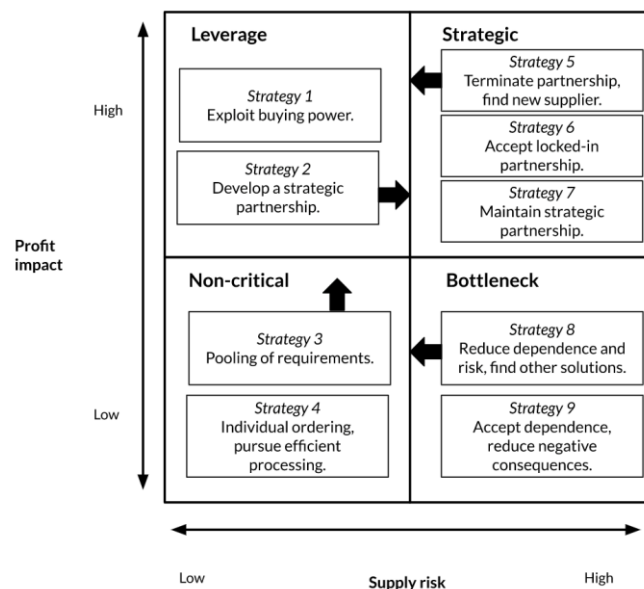 Leverage
Strategic
Strategy 1
Exploit buying power.
Strategy 2
Develop a strategic
partnership.
Strategy 5
Terminate partnership,
find new supplier.
Strategy 6
Accept locked-in
partnership.
Strategy 7
Maintain strategic
partnership.
High
Profit
impact
Low
Non-critical
Bottleneck
Strategy 3
Pooling of requirements.
Strategy 4
Individual ordering,
pursue efficient
processing.
Strategy 8
Reduce dependence and
risk, find other solutions.
Strategy 9
Accept dependence,
reduce negative
consequences.
Low
Supply risk
High